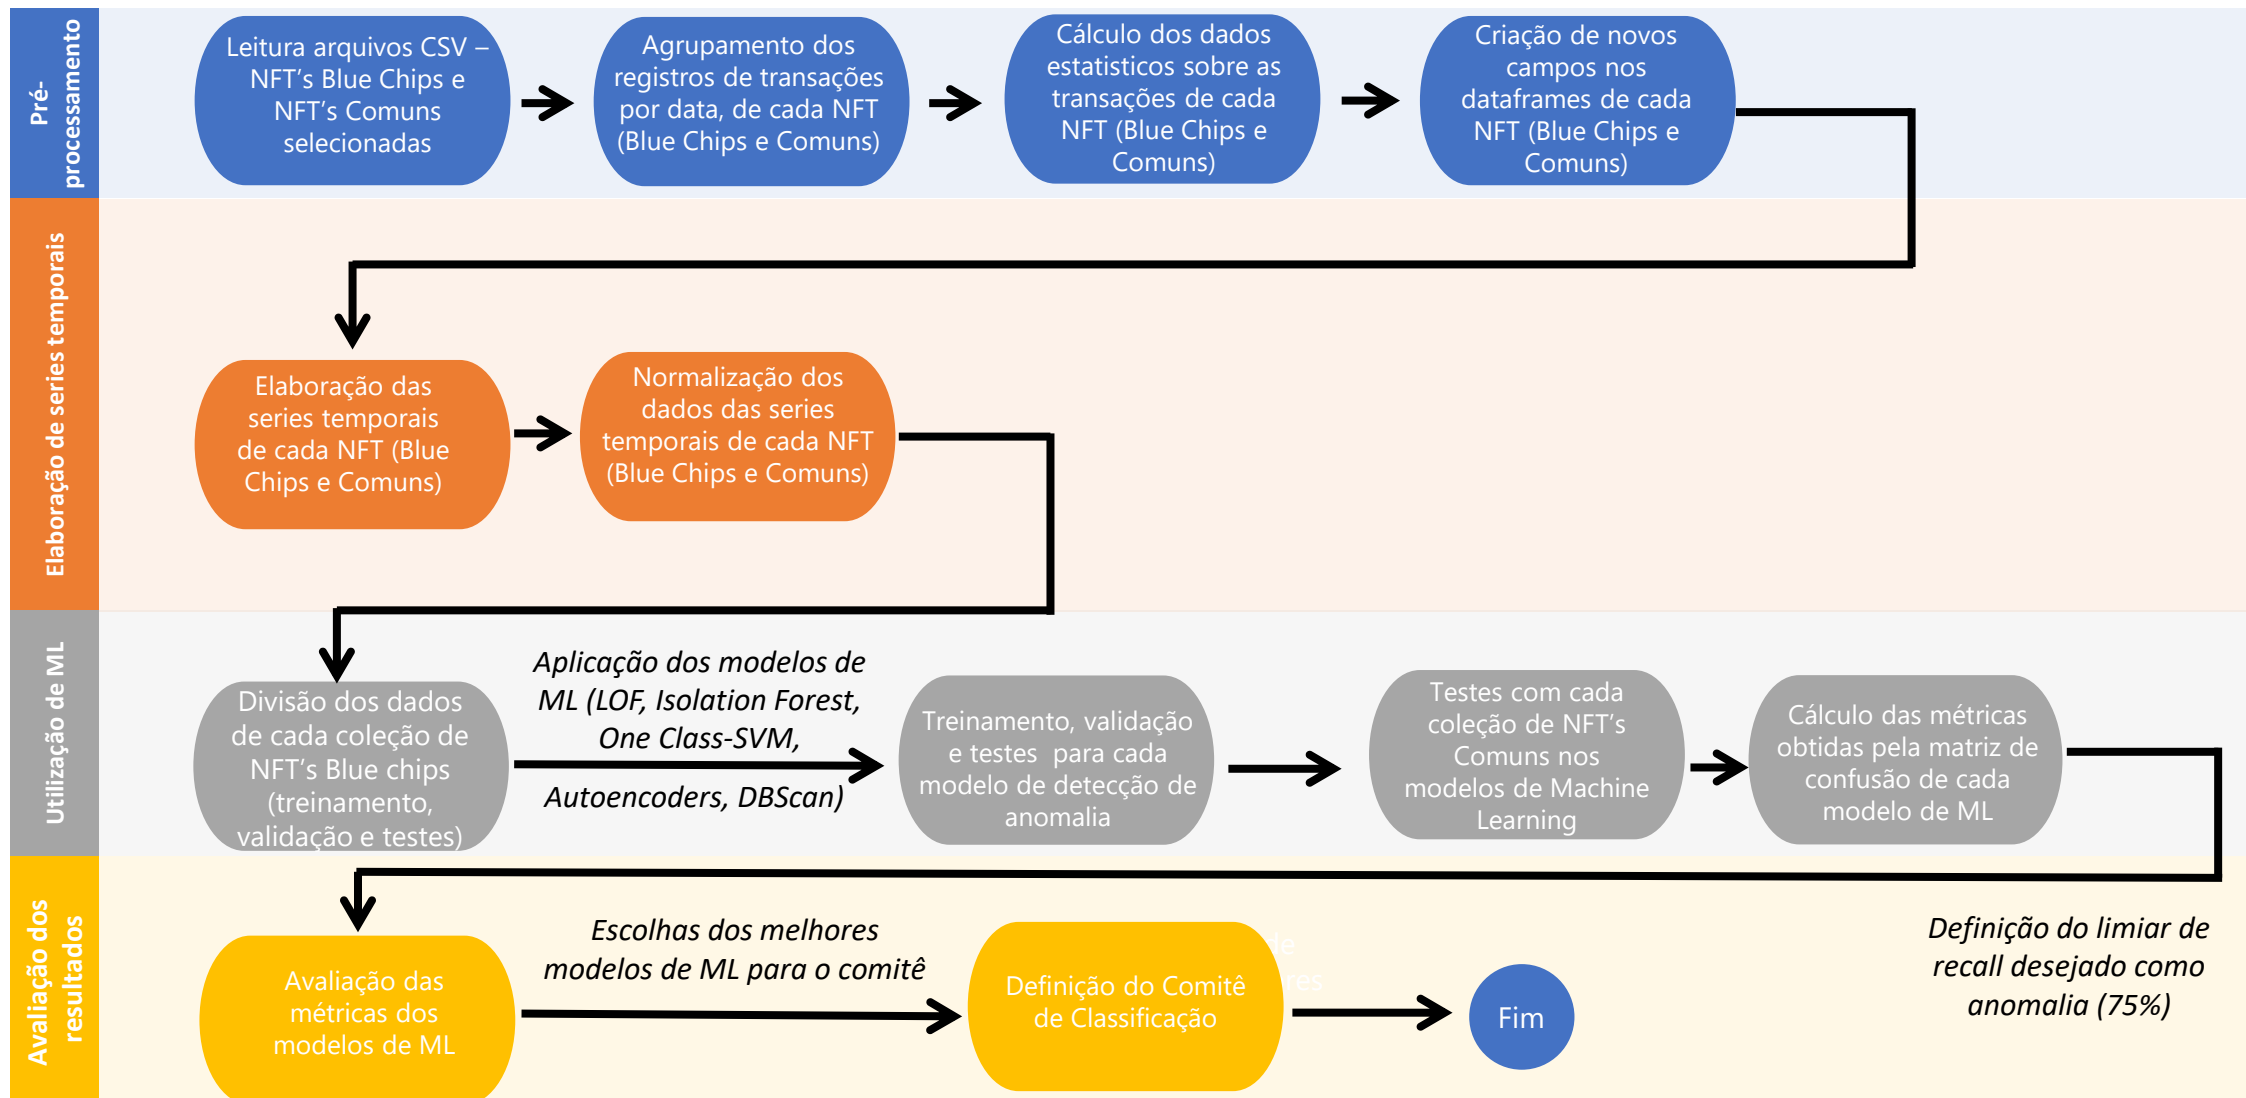 Pré-
processamento
Leitura arquivos CSV –
NFT’s Blue Chips e
NFT’s Comuns
selecionadas
Agrupamento dos
registros de transações
por data, de cada NFT
(Blue Chips e Comuns)
Cálculo dos dados
estatisticos sobre as
transações de cada
NFT (Blue Chips e
Comuns)
Criação de novos
campos nos
dataframes de cada
NFT (Blue Chips e
Comuns)
Elaboração de series temporais
Elaboração das
series temporais
de cada NFT (Blue
Chips e Comuns)
Normalização dos
dados das series
temporais de cada NFT
(Blue Chips e Comuns)
Utilização de ML
Divisão dos dados
de cada coleção de
NFT’s Blue chips
(treinamento,
validação e testes)
Aplicação dos modelos de
ML (LOF, Isolation Forest,
One Class-SVM,
Autoencoders, DBScan)
Treinamento, validação
e testes para cada
modelo de detecção de
anomalia
Testes com cada
coleção de NFT’s
Comuns nos
modelos de Machine
Learning
Cálculo das métricas
obtidas pela matriz de
confusão de cada
modelo de ML
Avaliação dos
resultados
Avaliação das
métricas dos
modelos de ML
Escolhas dos melhores
modelos de ML para o comitê
Definição do Comitê
de Classificação
Fim
Definição do limiar de
recall desejado como
anomalia (75%)